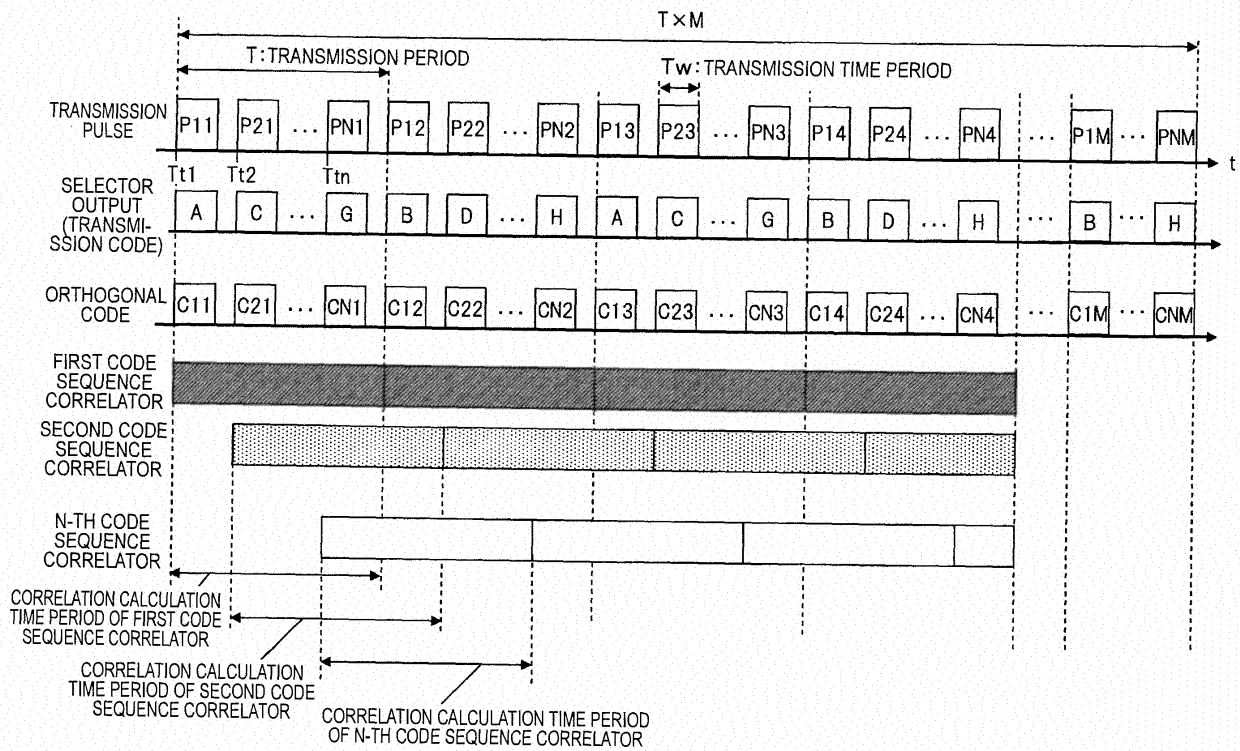 T×M
T:TRANSMISSION PERIOD
Tw:TRANSMISSION TIME PERIOD
TRANSMISSION
PULSE
P11 P21 ... PN1 P12 P22 ... PN2 P13 P23 ... PN3 P14 P24 ... PN4 ... P1M ... PNM
t
Tt1 Tt2 Ttn
SELECTOR
OUTPUT
(TRANSMI-
SSION CODE)
A C ... G B D ... H A C ... G B D ... H ... B ... H
ORTHOGONAL
CODE
C11 C21 ... CN1 C12 C22 ... CN2 C13 C23 ... CN3 C14 C24 ... CN4 ... C1M ... CNM
FIRST CODE
SEQUENCE
CORRELATOR
SECOND CODE
SEQUENCE
CORRELATOR
N-TH CODE
SEQUENCE
CORRELATOR
CORRELATION CALCULATION
TIME PERIOD OF FIRST CODE
SEQUENCE CORRELATOR
CORRELATION CALCULATION
TIME PERIOD OF SECOND CODE
SEQUENCE CORRELATOR
CORRELATION CALCULATION TIME PERIOD
OF N-TH CODE SEQUENCE CORRELATOR